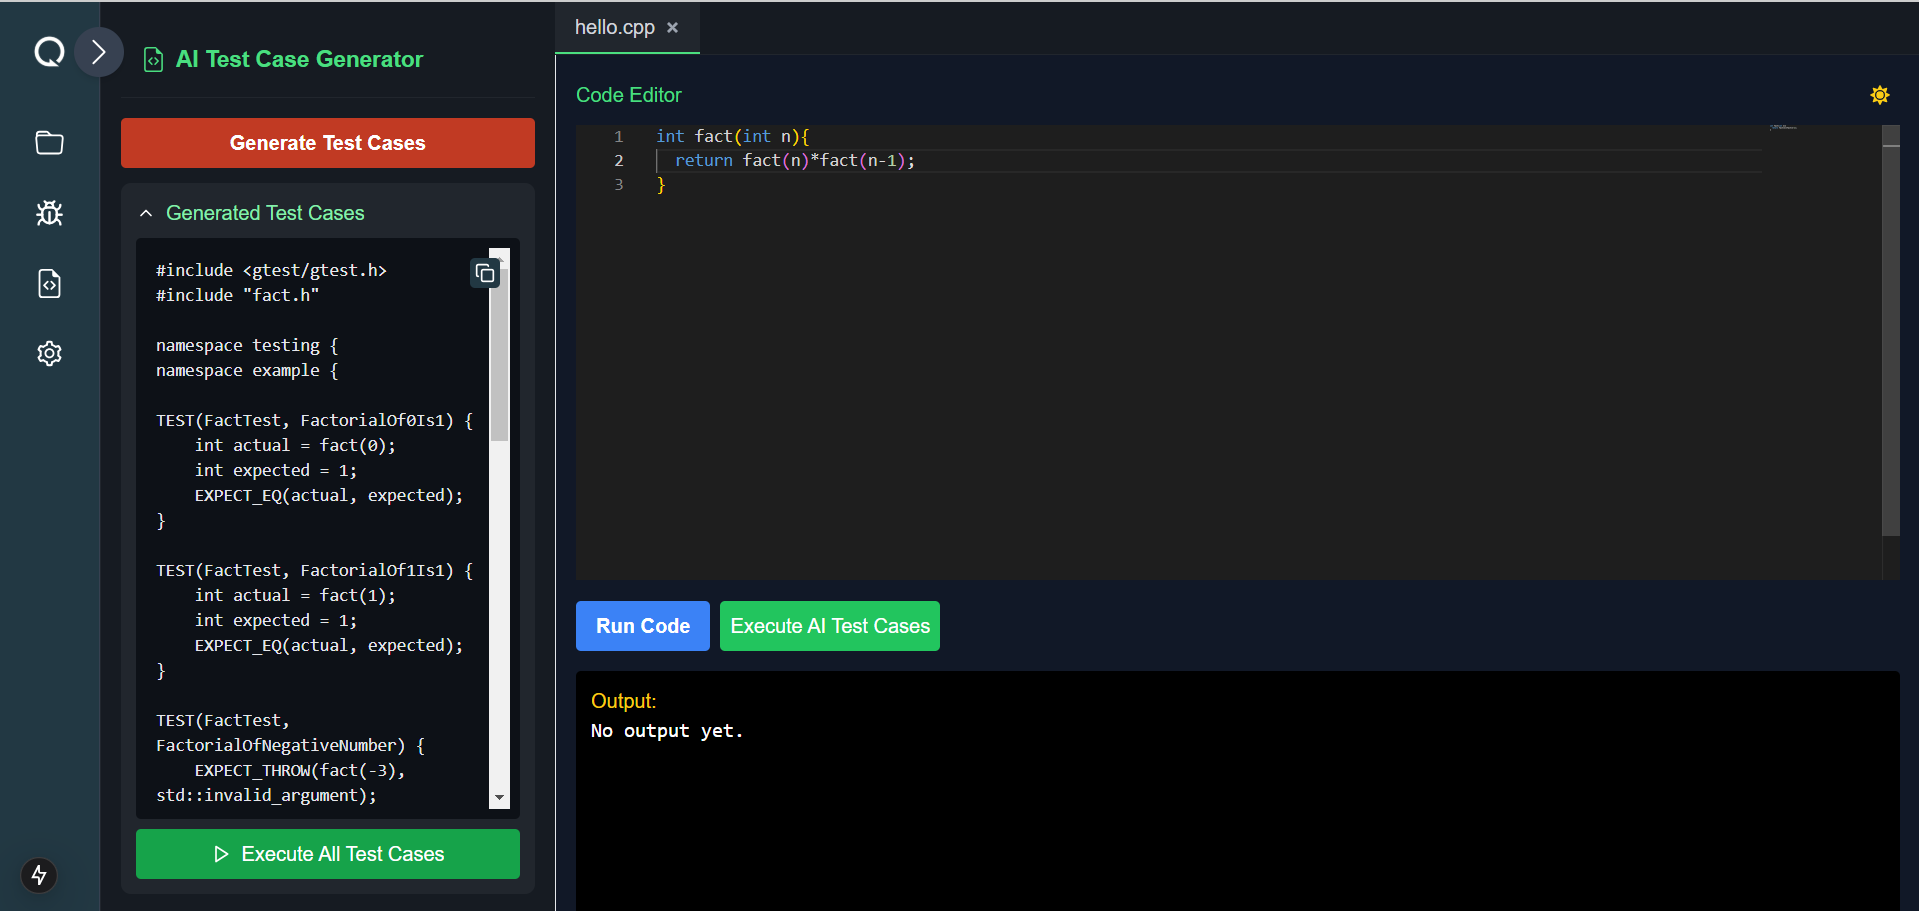 AI Test Case Generator
Generate Test Cases
Generated Test Cases
#include <gtest/gtest.h>
#include "fact.h"
namespace testing {
namespace example {
TEST(FactTest, FactorialOf0Is1) {
    int actual = fact(0);
    int expected = 1;
    EXPECT_EQ(actual, expected);
}
TEST(FactTest, FactorialOf1Is1) {
    int actual = fact(1);
    int expected = 1;
    EXPECT_EQ(actual, expected);
}
TEST(FactTest,
FactorialOfNegativeNumber) {
    EXPECT_THROW(fact(-3),
std::invalid_argument);
Execute All Test Cases
hello.cpp ×
Code Editor
1 int fact(int n){
2   return fact(n)*fact(n-1);
3 }
Run Code
Execute AI Test Cases
Output:
No output yet.